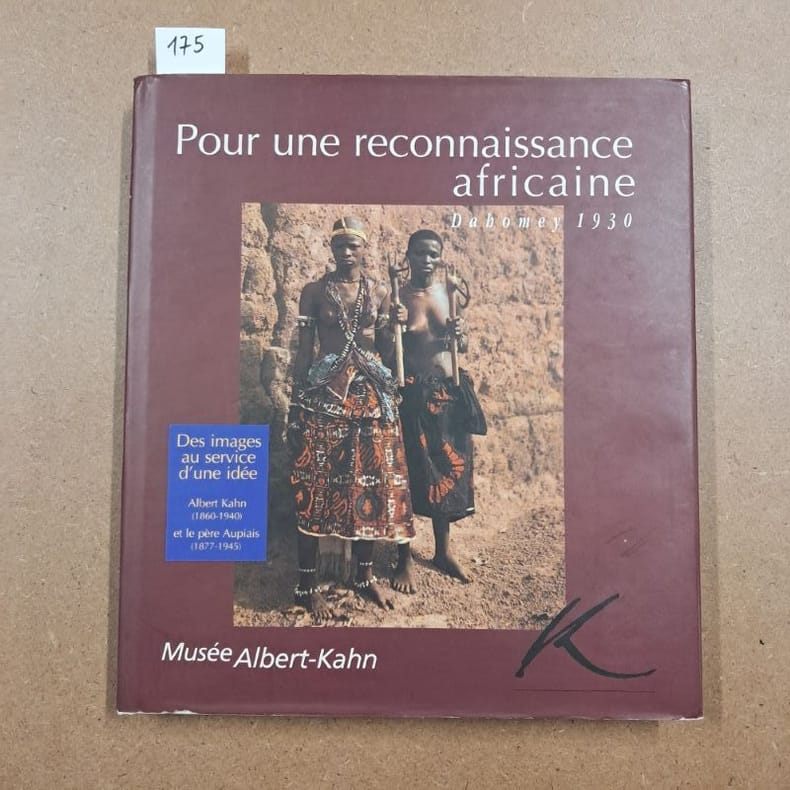 175
Pour une reconnaissance
africaine
Dahomey 1930
Des images
au service
d'une idée
Albert Kahn
(1860-1940)
et le père Aupiais
(1877-1945)
Musée Albert-Kahn
K